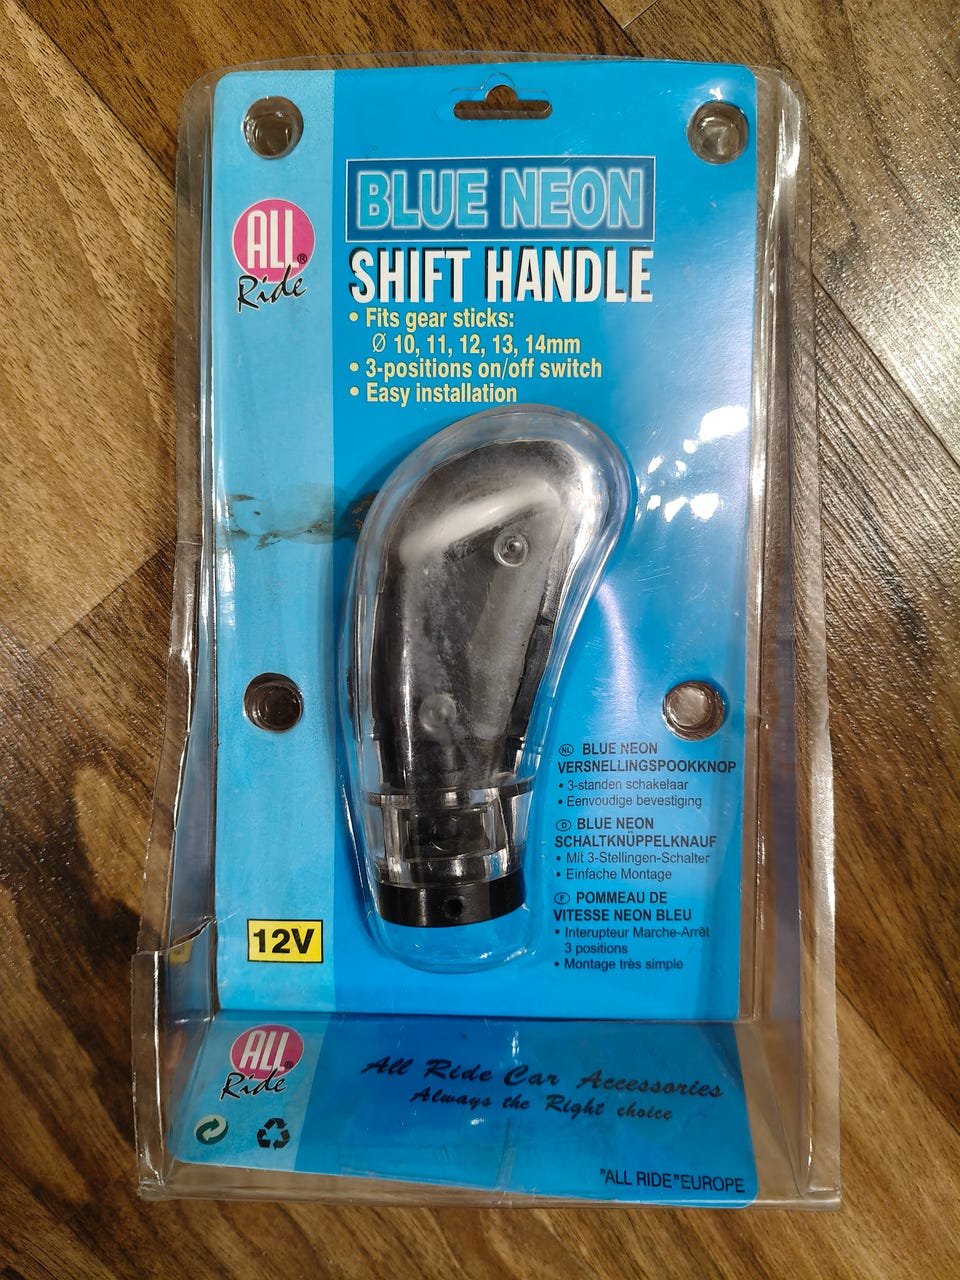 ALL
Ride
®
BLUE NEON
SHIFT HANDLE
• Fits gear sticks:
Ø 10, 11, 12, 13, 14mm
• 3-positions on/off switch
• Easy installation
NL BLUE NEON
VERSNELLINGSPOOKKNOP
• 3-standen schakelaar
• Eenvoudige bevestiging
D BLUE NEON
SCHALTKNÜPPELKNAUF
• Mit 3-Stellingen-Schalter
• Einfache Montage
F POMMEAU DE
VITESSE NEON BLEU
• Interupteur Marche-Arrêt
3 positions
• Montage très simple
12V
ALL
Ride
®
All Ride Car Accessories
Always the Right choice
"ALL RIDE"EUROPE